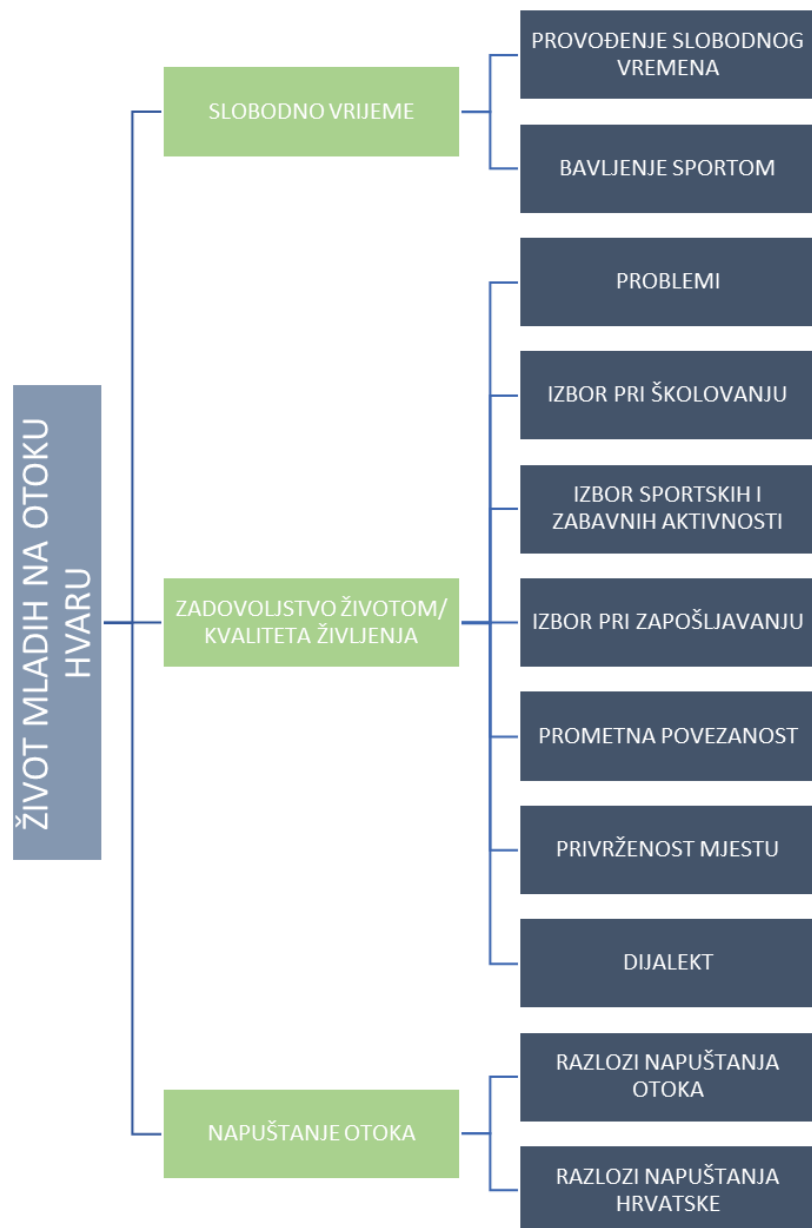 ŽIVOT MLADIH NA OTOKU
HVARU
SLOBODNO VRIJEME
PROVOĐENJE SLOBODNOG
VREMENA
BAVLJENJE SPORTOM
ZADOVOLJSTVO ŽIVOTOM/
KVALITETA ŽIVLJENJA
PROBLEMI
IZBOR PRI ŠKOLOVANJU
IZBOR SPORTSKIH I
ZABAVNIH AKTIVNOSTI
IZBOR PRI ZAPOŠLJAVANJU
PROMETNA POVEZANOST
PRIVRŽENOST MJESTU
DIJALEKT
NAPUŠTANJE OTOKA
RAZLOZI NAPUŠTANJA
OTOKA
RAZLOZI NAPUŠTANJA
HRVATSKE